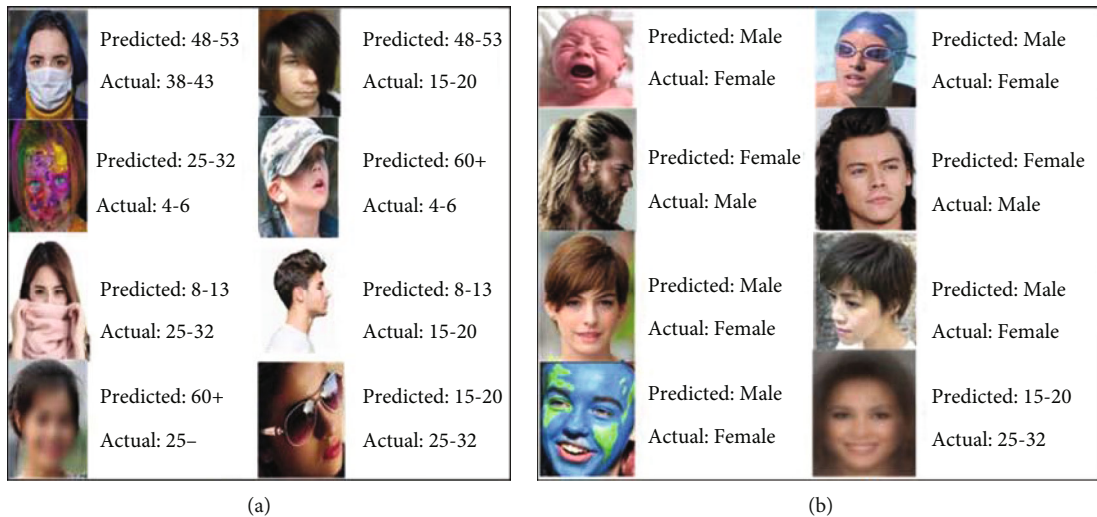 Predicted: 48-53
Actual: 38-43
Predicted: 48-53
Actual: 15-20
Predicted: 25-32
Actual: 4-6
Predicted: 60+
Actual: 4-6
Predicted: 8-13
Actual: 25-32
Predicted: 8-13
Actual: 15-20
Predicted: 60+
Actual: 25–
Predicted: 15-20
Actual: 25-32
(a)
Predicted: Male
Actual: Female
Predicted: Male
Actual: Female
Predicted: Female
Actual: Male
Predicted: Female
Actual: Male
Predicted: Male
Actual: Female
Predicted: Male
Actual: Female
Predicted: Male
Actual: Female
Predicted: 15-20
Actual: 25-32
(b)